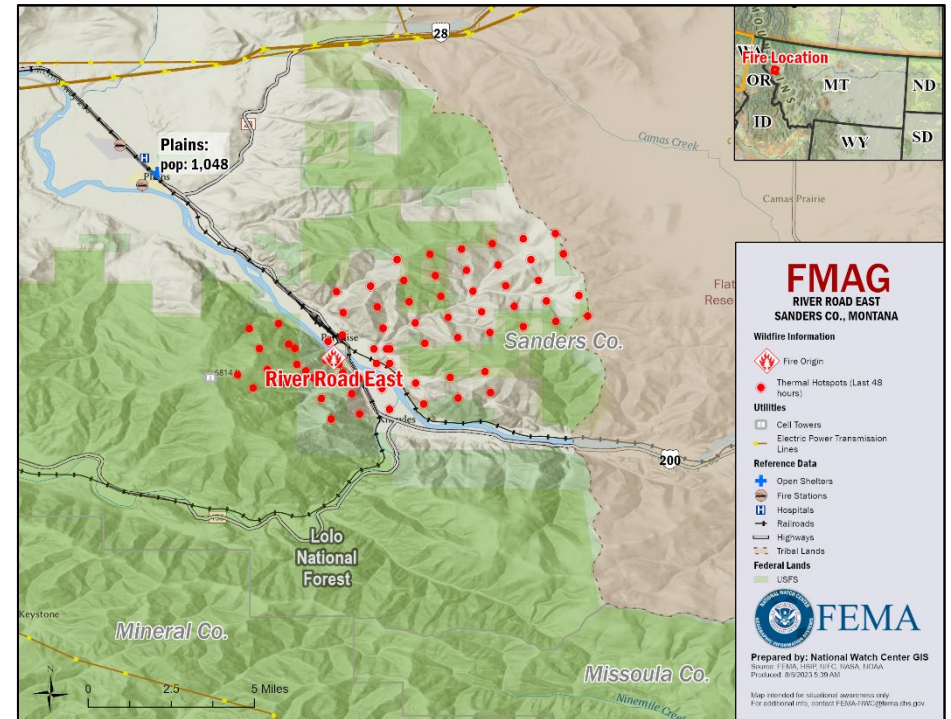 28
Camas Creek
Plains:
pop: 1,048
Plains
28
Camas Prairie
Flat
Rese
Sanders Co.
Paradise
5814
River Road East
Knowles
200
Lolo
National
Forest
Keystone
Mineral Co.
Missoula Co.
Ninemile Creek
N
0 2.5 5 Miles
MOUNTAINS
WA
Fire Location
OR
MT
ND
ID
WY
SD
FMAG
RIVER ROAD EAST
SANDERS CO., MONTANA
Wildfire Information
Fire Origin
Thermal Hotspots (Last 48
hours)
Utilities
Cell Towers
Electric Power Transmission
Lines
Reference Data
Open Shelters
Fire Stations
H Hospitals
Railroads
Highways
Tribal Lands
Federal Lands
USFS
FEMA
Prepared by: National Watch Center GIS
Source: FEMA, HSIP, NIFC, NASA, NOAA
Produced: 8/6/2023 5:39 AM
Map intended for situational awareness only.
For additional info, contact FEMA-NWC@fema.dhs.gov.